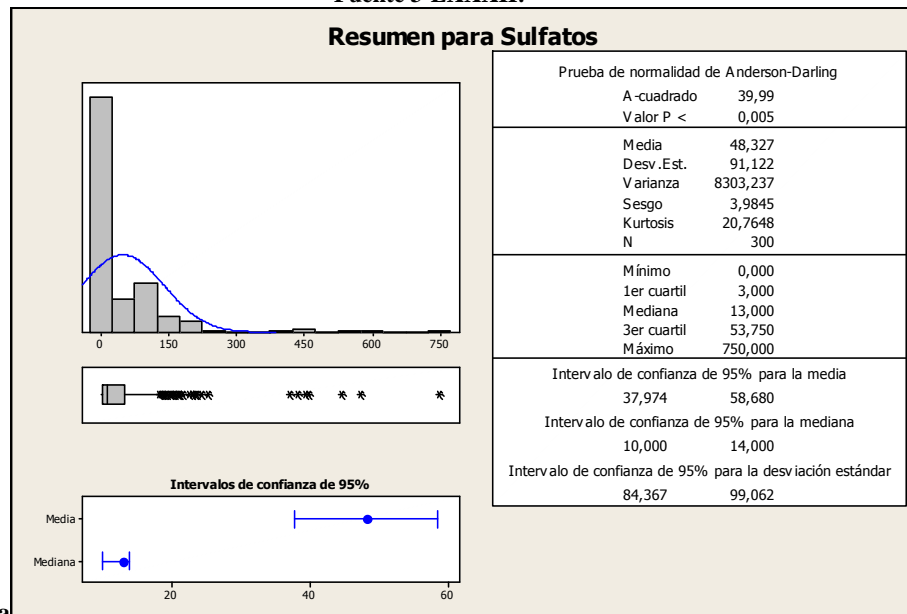 Resumen para Sulfatos
0 150 300 450 600 750
Intervalos de confianza de 95%
Media
Mediana
20 40 60
Prueba de normalidad de Anderson-Darling
A-cuadrado 39,99
Valor P < 0,005
Media 48,327
Desv.Est. 91,122
Varianza 8303,237
Sesgo 3,9845
Kurtosis 20,7648
N 300
Mínimo 0,000
1er cuartil 3,000
Mediana 13,000
3er cuartil 53,750
Máximo 750,000
Intervalo de confianza de 95% para la media
37,974 58,680
Intervalo de confianza de 95% para la mediana
10,000 14,000
Intervalo de confianza de 95% para la desviación estándar
84,367 99,062
a